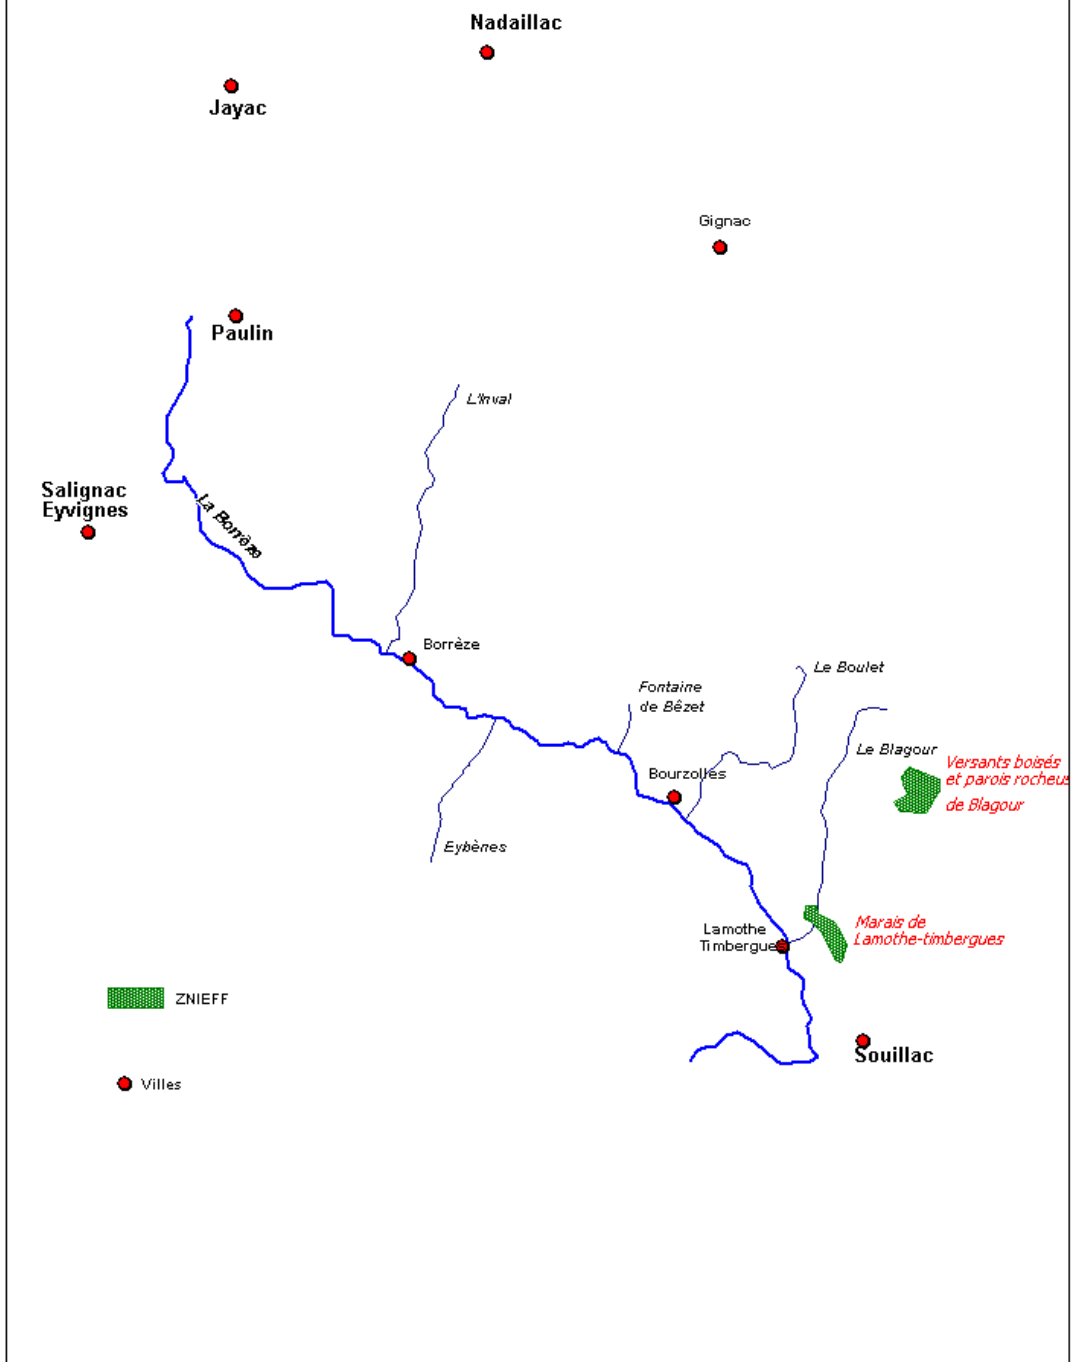 Nadaillac
Jayac
Gignac
Paulin
L'Inval
Salignac
Eyvignes
La Borrèze
Borrèze
Le Boulet
Fontaine
de Bêzet
Le Blagour
Versants boisés
et parois rocheus
de Blagour
Bourzolles
Eybènes
Marais de
Lamothe-timbergues
Lamothe
Timbergues
ZNIEFF
Souillac
Villes